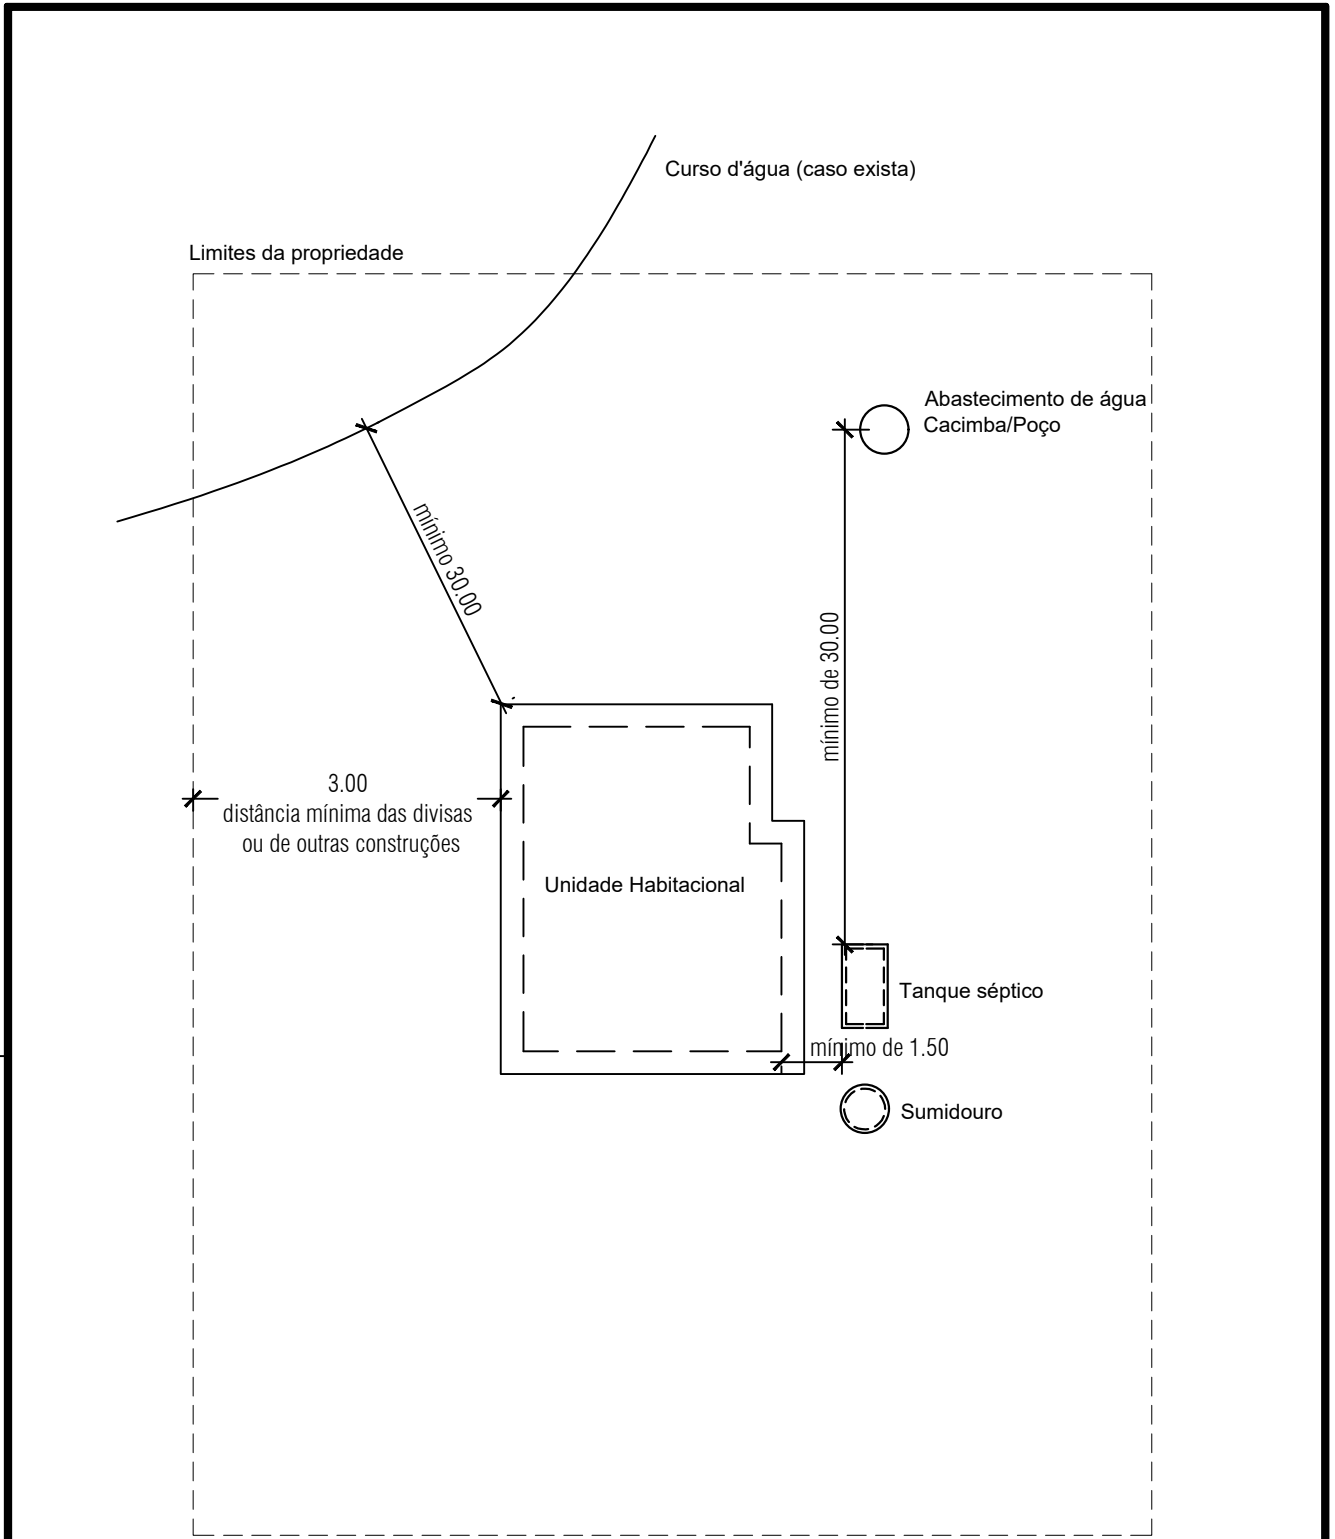 Curso d'água (caso exista)
Limites da propriedade
Abastecimento de água
Cacimba/Poço
mínimo 30.00
mínimo de 30.00
3.00
distância mínima das divisas
ou de outras construções
Unidade Habitacional
Tanque séptico
mínimo de 1.50
Sumidouro